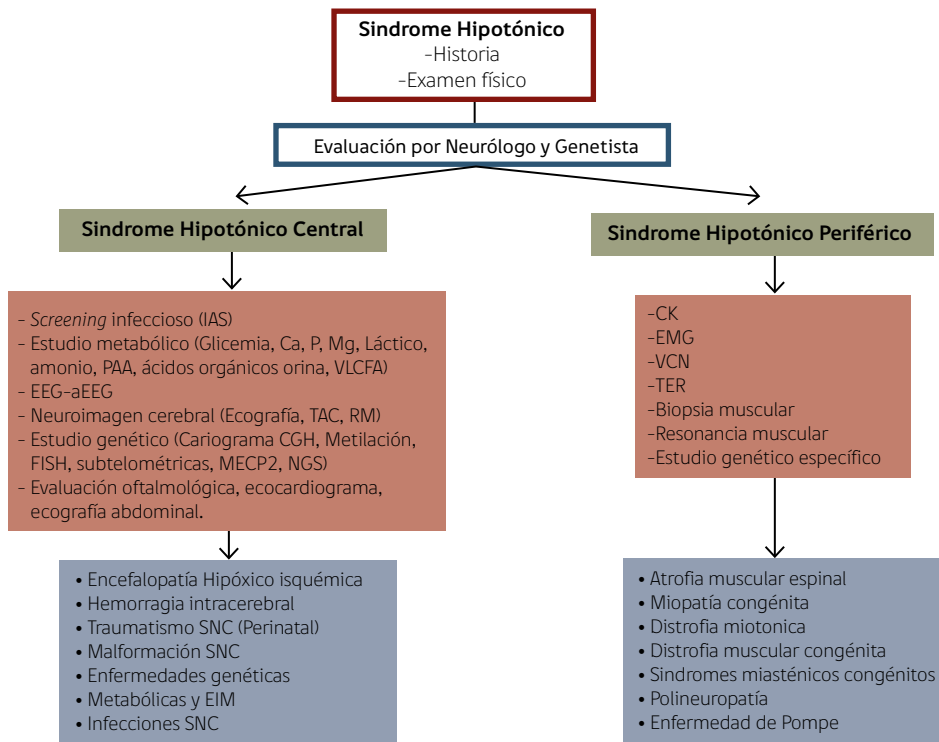 Sindrome Hipotónico
-Historia
-Examen físico
Evaluación por Neurólogo y Genetista
Sindrome Hipotónico Central
- Screening infeccioso (IAS)
- Estudio metabólico (Glicemia, Ca, P, Mg, Láctico,
amonio, PAA, ácidos orgánicos orina, VLCFA)
- EEG-aEEG
- Neuroimagen cerebral (Ecografía, TAC, RM)
- Estudio genético (Cariograma CGH, Metilación,
FISH, subtelométricas, MECP2, NGS)
- Evaluación oftalmológica, ecocardiograma,
ecografía abdominal.
• Encefalopatía Hipóxico isquémica
• Hemorragia intracerebral
• Traumatismo SNC (Perinatal)
• Malformación SNC
• Enfermedades genéticas
• Metabólicas y EIM
• Infecciones SNC
Sindrome Hipotónico Periférico
-CK
-EMG
-VCN
-TER
-Biopsia muscular
-Resonancia muscular
-Estudio genético específico
• Atrofia muscular espinal
• Miopatía congénita
• Distrofia miotonica
• Distrofia muscular congénita
• Sindromes miasténicos congénitos
• Polineuropatía
• Enfermedad de Pompe